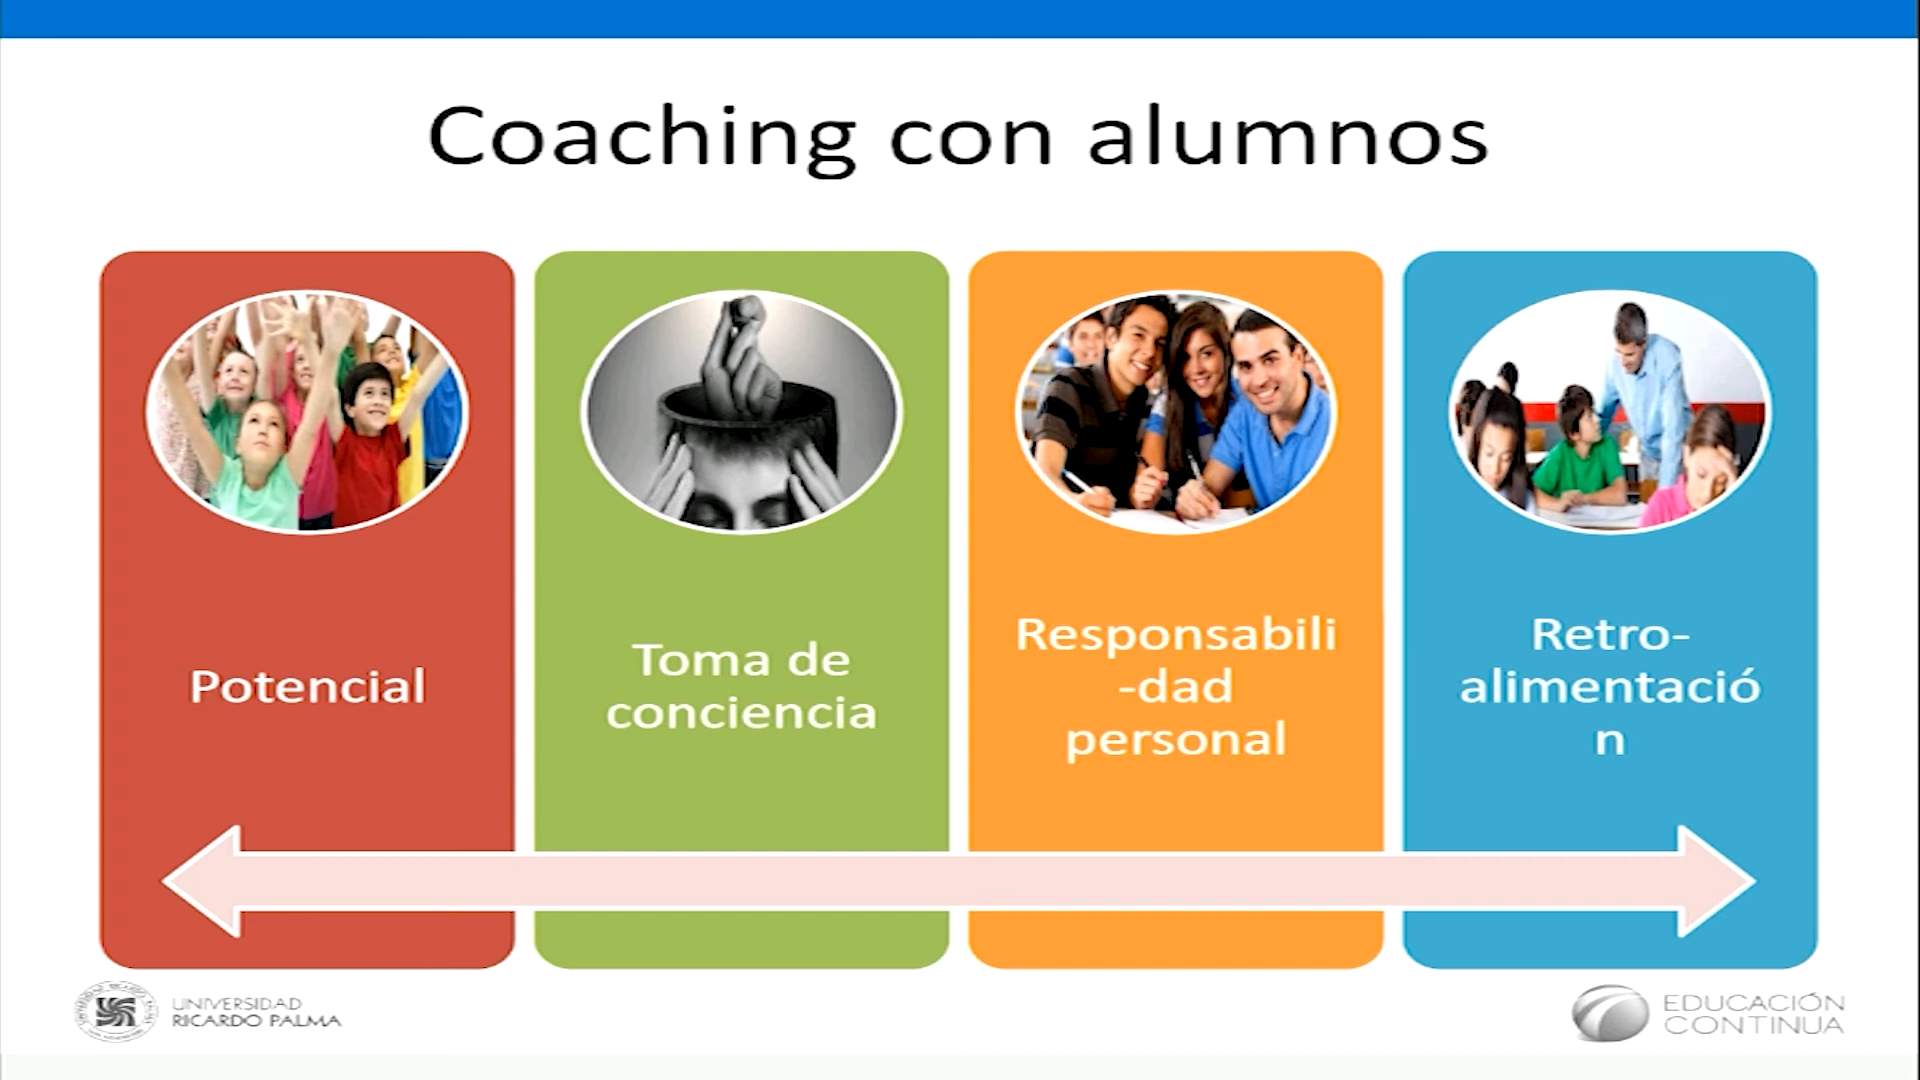 Coaching con alumnos
Potencial
Toma de
conciencia
Responsabili
-dad
personal
Retro-
alimentació
n
UNIVERSIDAD
RICARDO PALMA
EDUCACIÓN
CONTINUA